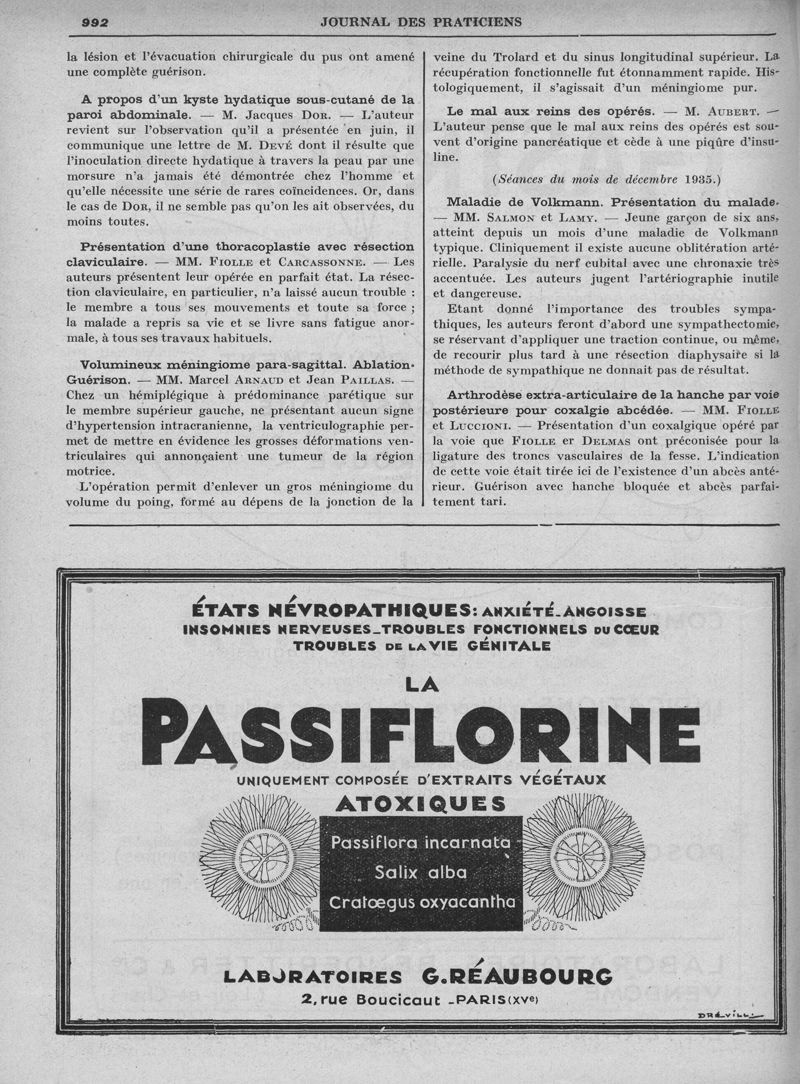 992
JOURNAL DES PRATICIENS
la lésion et l'évacuation chirurgicale du pus ont amené
une complète guérison.
A propos d'un kyste hydatique sous-cutané de la
paroi abdominale. — M. Jacques DOR. — L'auteur
revient sur l'observation qu'il a présentée en juin, il
communique une lettre de M. DEVÉ dont il résulte que
l'inoculation directe hydatique à travers la peau par une
morsure n'a jamais été démontrée chez l'homme et
qu'elle nécessite une série de rares coïncidences. Or, dans
le cas de DOR, il ne semble pas qu'on les ait observées, du
moins toutes.
Présentation d'une thoracoplastie avec résection
claviculaire. — MM. FIOLLE et CARCASSONNE. — Les
auteurs présentent leur opérée en parfait état. La résec-
tion claviculaire, en particulier, n'a laissé aucun trouble :
le membre a tous ses mouvements et toute sa force ;
la malade a repris sa vie et se livre sans fatigue anor-
male, à tous ses travaux habituels.
Volumineux méningiome para-sagittal. Ablation.
Guérison. — MM. Marcel ARNAUD et Jean PAILLAS. —
Chez un hémiplégique à prédominance parétique sur
le membre supérieur gauche, ne présentant aucun signe
d'hypertension intracranienne, la ventriculographie per-
met de mettre en évidence les grosses déformations ven-
triculaires qui annonçaient une tumeur de la région
motrice.
L'opération permit d'enlever un gros méningiome du
volume du poing, formé au dépens de la jonction de la
veine du Trolard et du sinus longitudinal supérieur. La
récupération fonctionnelle fut étonnamment rapide. His-
tologiquement, il s'agissait d'un méningiome pur.
Le mal aux reins des opérés. — M. AUBERT. —
L'auteur pense que le mal aux reins des opérés est sou-
vent d'origine pancréatique et cède à une piqûre d'insu-
line.
(Séances du mois de décembre 1935.)
Maladie de Volkmann. Présentation du malade.
— MM. SALMON et LAMY. — Jeune garçon de six ans,
atteint depuis un mois d'une maladie de Volkmann
typique. Cliniquement il existe aucune oblitération arté-
rielle. Paralysie du nerf cubital avec une chronaxie très
accentuée. Les auteurs jugent l'artériographie inutile
et dangereuse.
Etant donné l'importance des troubles sympa-
thiques, les auteurs feront d'abord une sympathectomie,
se réservant d'appliquer une traction continue, ou même,
de recourir plus tard à une résection diaphysaire si la
méthode de sympathique ne donnait pas de résultat.
Arthrodèse extra-articulaire de la hanche par voie
postérieure pour coxalgie abcédée. — MM. FIOLLE
et LUCCIONI. — Présentation d'un coxalgique opéré par
la voie que FIOLLE er DELMAS ont préconisée pour la
ligature des troncs vasculaires de la fesse. L'indication
de cette voie était tirée ici de l'existence d'un abcès anté-
rieur. Guérison avec hanche bloquée et abcès parfai-
tement tari.
ÉTATS NÉVROPATHIQUES: ANXIÉTÉ_ANGOISSE
INSOMNIES NERVEUSES_TROUBLES FONCTIONNELS DU CŒUR
TROUBLES DE LA VIE GÉNITALE
LA
PASSIFLORINE
UNIQUEMENT COMPOSÉE D'EXTRAITS VÉGÉTAUX
ATOXIQUES
Passiflora incarnata
Salix alba
Cratœgus oxyacantha
LABORATOIRES G.RÉAUBOURG
2, rue Boucicaut _PARIS (XVe)